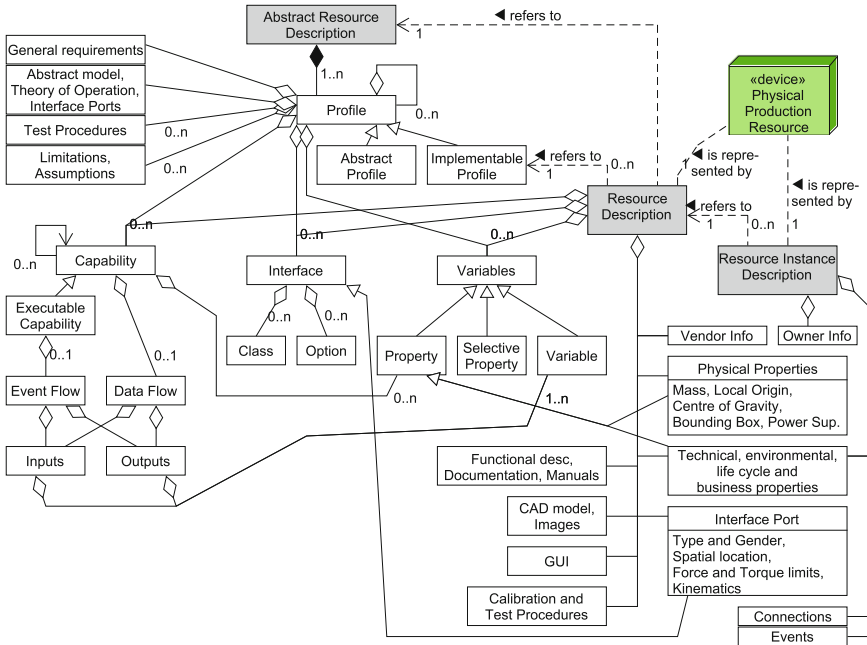 Abstract Resource
Description
◀ refers to
1
1..n
General requirements
Abstract model,
Theory of Operation,
Interface Ports
Test Procedures
0..n
Limitations,
Assumptions
0..n
Profile
0..n
Abstract
Profile
Implementable
Profile
◀ refers to
0..n
1
«device»
Physical
Production
Resource
1
◀ is repre-
sented by
◀ is repre-
sented by
1
Resource
Description
◀ refers to
1
0..n
Resource Instance
Description
0..n
0..n
0..n
0..n
Capability
Interface
Variables
Executable
Capability
0..n
0..n
Class
Option
Property
Selective
Property
Variable
Vendor Info
Owner Info
0..1
0..1
Event Flow
Data Flow
0..n
1..n
Physical Properties
Mass, Local Origin,
Centre of Gravity,
Bounding Box, Power Sup.
Inputs
Outputs
Functional desc,
Documentation, Manuals
Technical, environmental,
life cycle and
business properties
CAD model,
Images
Interface Port
Type and Gender,
Spatial location,
Force and Torque limits,
Kinematics
GUI
Calibration and
Test Procedures
Connections
Events